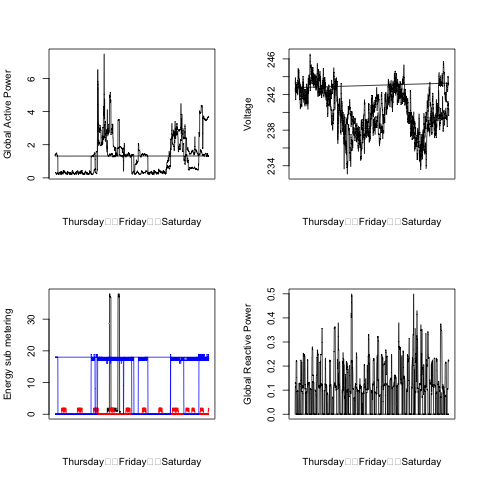 Global Active Power
0 2 4 6
Thursday□□Friday□□Saturday
Voltage
234 238 242 246
Thursday□□Friday□□Saturday
Energy sub metering
0 10 20 30
Thursday□□Friday□□Saturday
Global Reactive Power
0.0 0.1 0.2 0.3 0.4 0.5
Thursday□□Friday□□Saturday